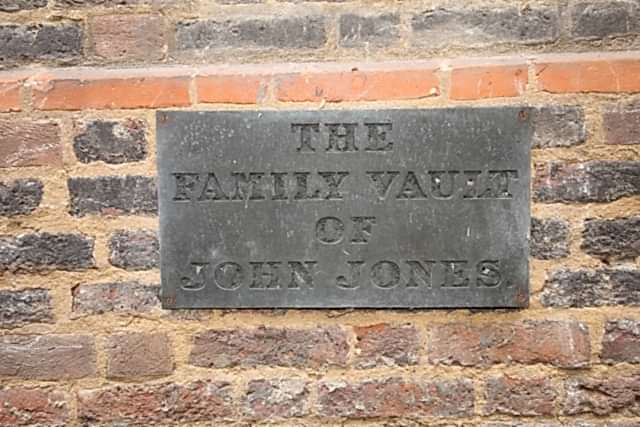 THE
FAMILY VAULT
OF
JOHN JONES.